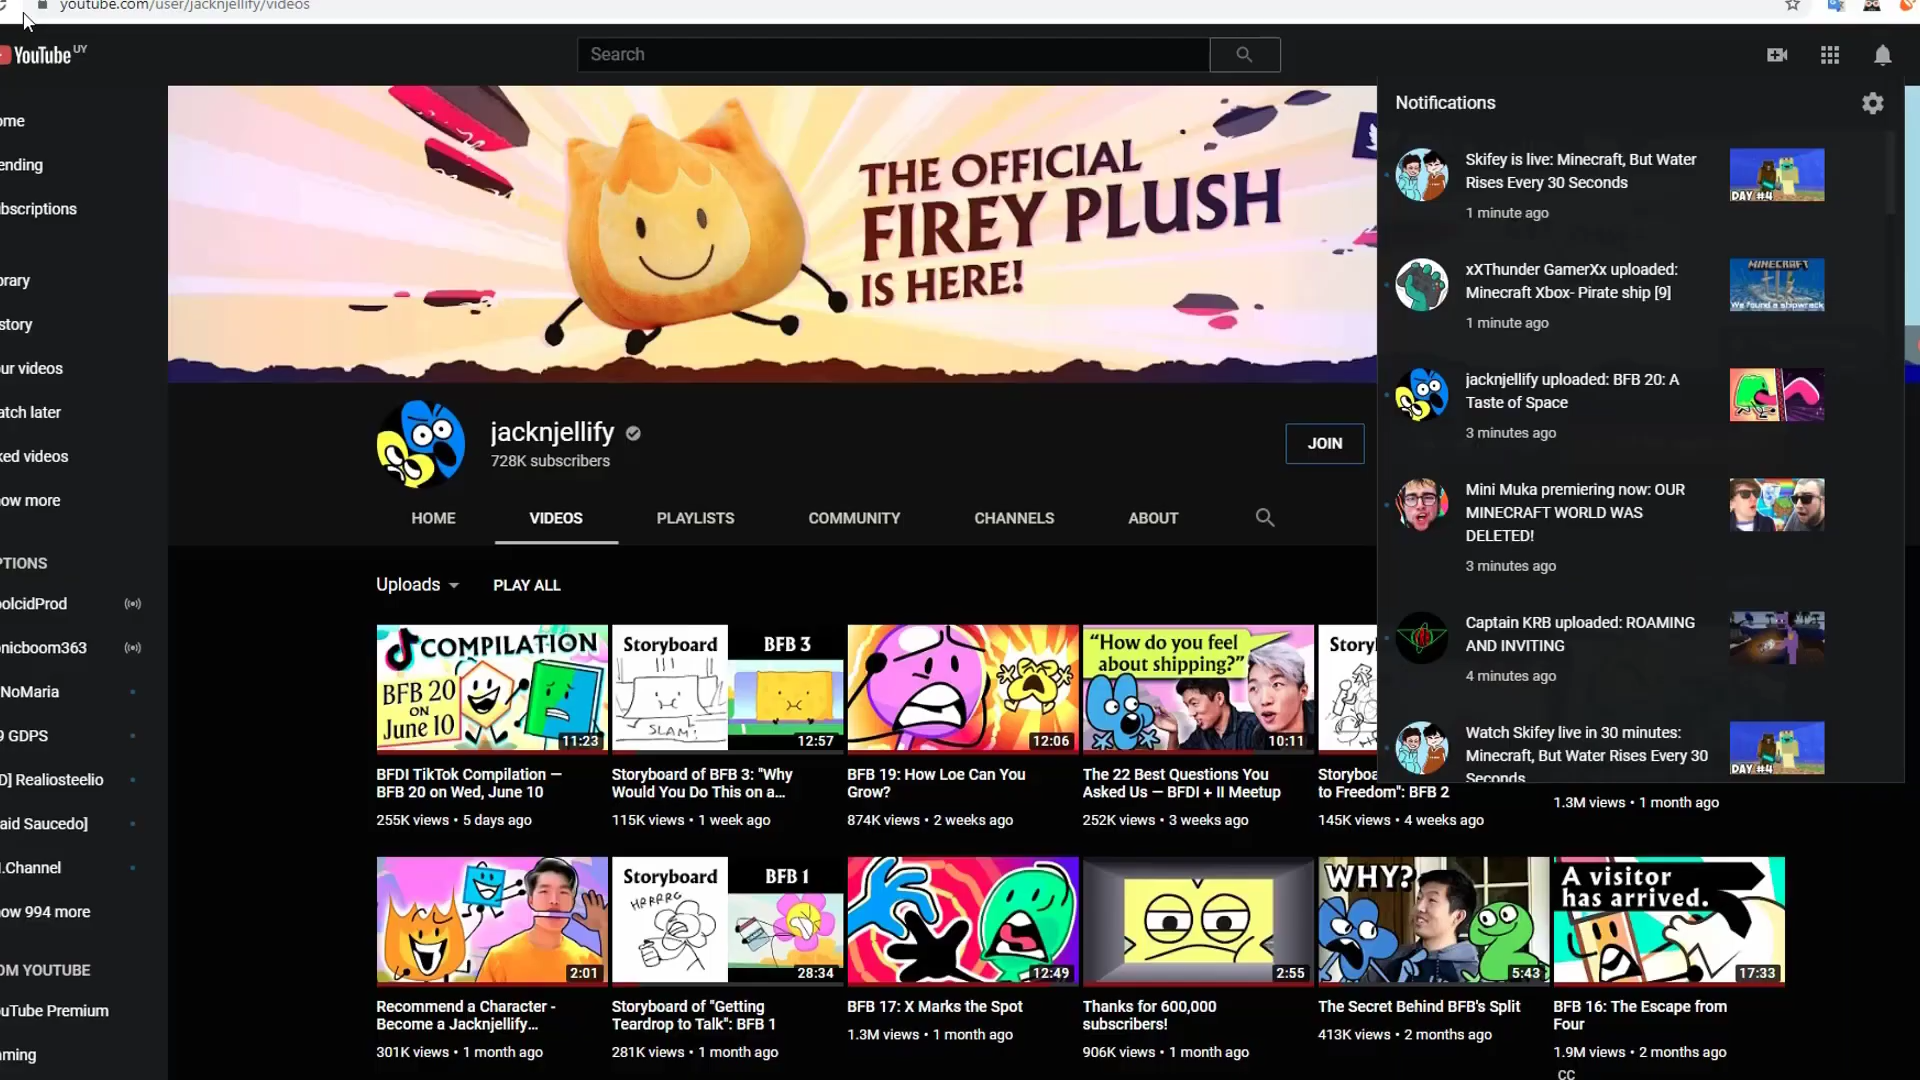 youtube.com/user/jacknjellify/videos
YouTube UY
Search
ome
ending
bscriptions
rary
story
ur videos
atch later
ked videos
ow more
PTIONS
oolcidProd
nicboom363
NoMaria
9 GDPS
D] Realiosteelio
aid Saucedo]
l.Channel
ow 994 more
OM YOUTUBE
ouTube Premium
aming
THE OFFICIAL
FIREY PLUSH
IS HERE!
jacknjellify
728K subscribers
JOIN
HOME VIDEOS PLAYLISTS COMMUNITY CHANNELS ABOUT
Uploads PLAY ALL
COMPILATION
BFB 20
ON
June 10
11:23
BFDI TikTok Compilation —
BFB 20 on Wed, June 10
255K views • 5 days ago
Storyboard BFB 3
SLAM!
12:57
Storyboard of BFB 3: "Why
Would You Do This on a...
115K views • 1 week ago
12:06
BFB 19: How Loe Can You
Grow?
874K views • 2 weeks ago
"How do you feel
about shipping?"
10:11
The 22 Best Questions You
Asked Us — BFDI + II Meetup
252K views • 3 weeks ago
Storyl
Storyboa
to Freedom": BFB 2
145K views • 4 weeks ago
1.3M views • 1 month ago
2:01
Recommend a Character -
Become a Jacknjellify...
301K views • 1 month ago
Storyboard BFB 1
HRRRRG
28:34
Storyboard of "Getting
Teardrop to Talk": BFB 1
281K views • 1 month ago
12:49
BFB 17: X Marks the Spot
1.3M views • 1 month ago
2:55
Thanks for 600,000
subscribers!
906K views • 1 month ago
WHY?
5:43
The Secret Behind BFB's Split
413K views • 2 months ago
A visitor
has arrived.
17:33
BFB 16: The Escape from
Four
1.9M views • 2 months ago
CC
Notifications
Skifey is live: Minecraft, But Water
Rises Every 30 Seconds
1 minute ago
DAY #4
xXThunder GamerXx uploaded:
Minecraft Xbox- Pirate ship [9]
1 minute ago
MINECRAFT
We found a shipwreck
jacknjellify uploaded: BFB 20: A
Taste of Space
3 minutes ago
Mini Muka premiering now: OUR
MINECRAFT WORLD WAS
DELETED!
3 minutes ago
Captain KRB uploaded: ROAMING
AND INVITING
4 minutes ago
Watch Skifey live in 30 minutes:
Minecraft, But Water Rises Every 30
Seconds
DAY #4